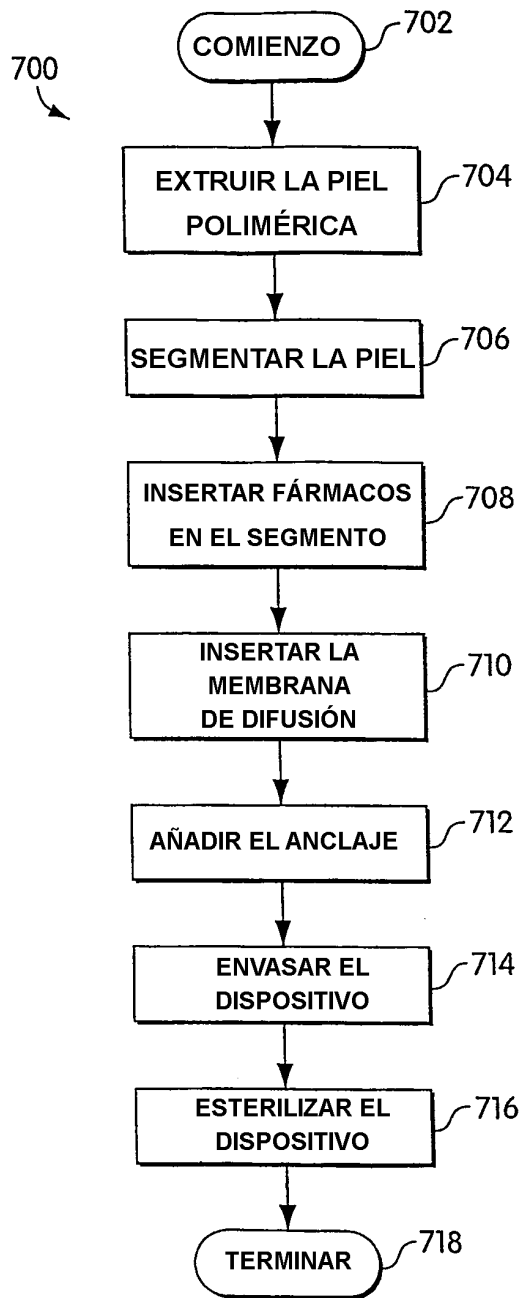 COMIENZO
702
700
EXTRUIR LA PIEL
POLIMÉRICA
704
SEGMENTAR LA PIEL
706
INSERTAR FÁRMACOS
EN EL SEGMENTO
708
INSERTAR LA
MEMBRANA
DE DIFUSIÓN
710
AÑADIR EL ANCLAJE
712
ENVASAR EL
DISPOSITIVO
714
ESTERILIZAR EL
DISPOSITIVO
716
TERMINAR
718